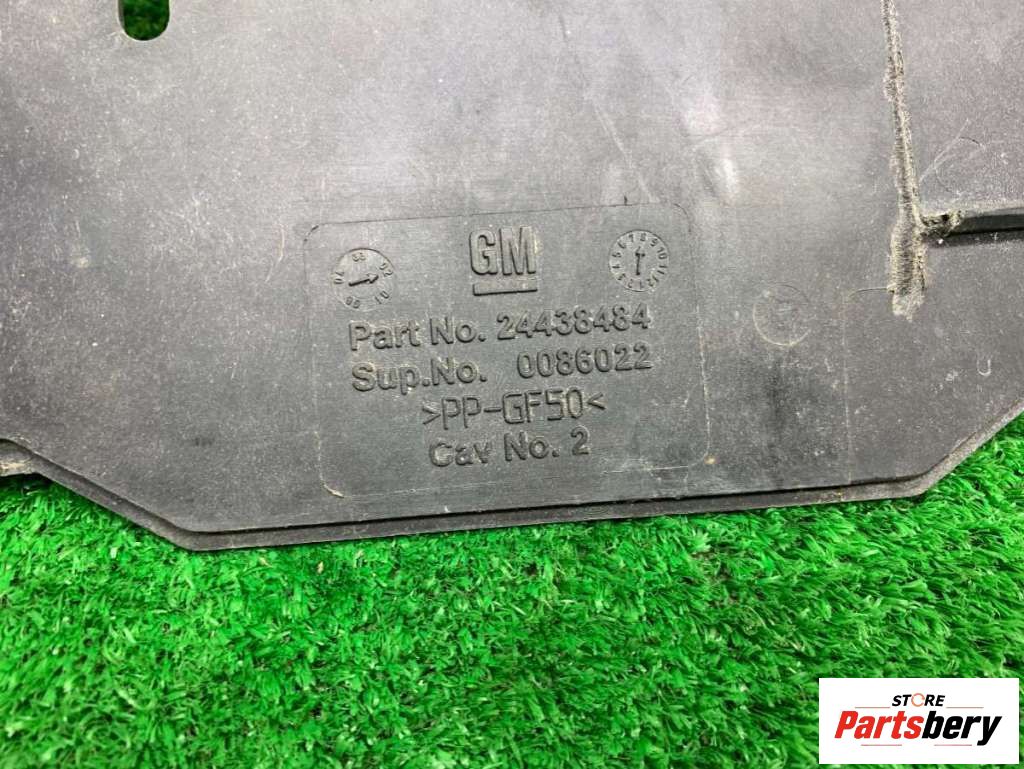 GM
Part No. 24438484
Sup.No. 0086022
>PP-GF50<
Cav No. 2
STORE
Partsbery